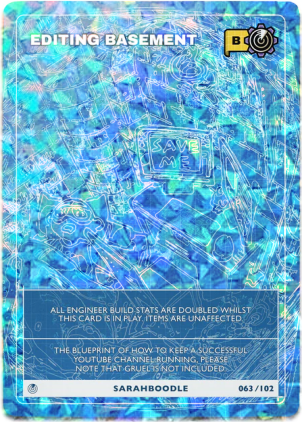 EDITING BASEMENT
B
SAVE
ME
ALL ENGINEER BUILD STATS ARE DOUBLED WHILST
THIS CARD IS IN PLAY. ITEMS ARE UNAFFECTED.
THE BLUEPRINT OF HOW TO KEEP A SUCCESSFUL
YOUTUBE CHANNEL RUNNING, PLEASE
NOTE THAT GRUEL IS NOT INCLUDED.
SARAHBOODLE
063 /102